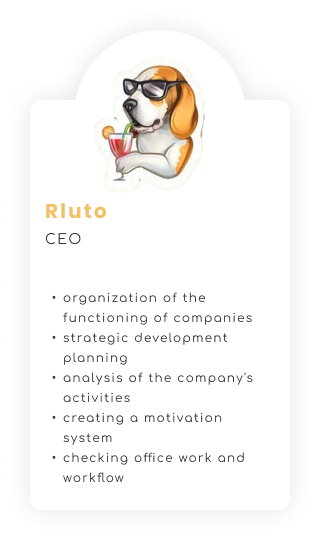 Rluto
CEO
• organization of the
functioning of companies
• strategic development
planning
• analysis of the company's
activities
• creating a motivation
system
• checking office work and
workflow